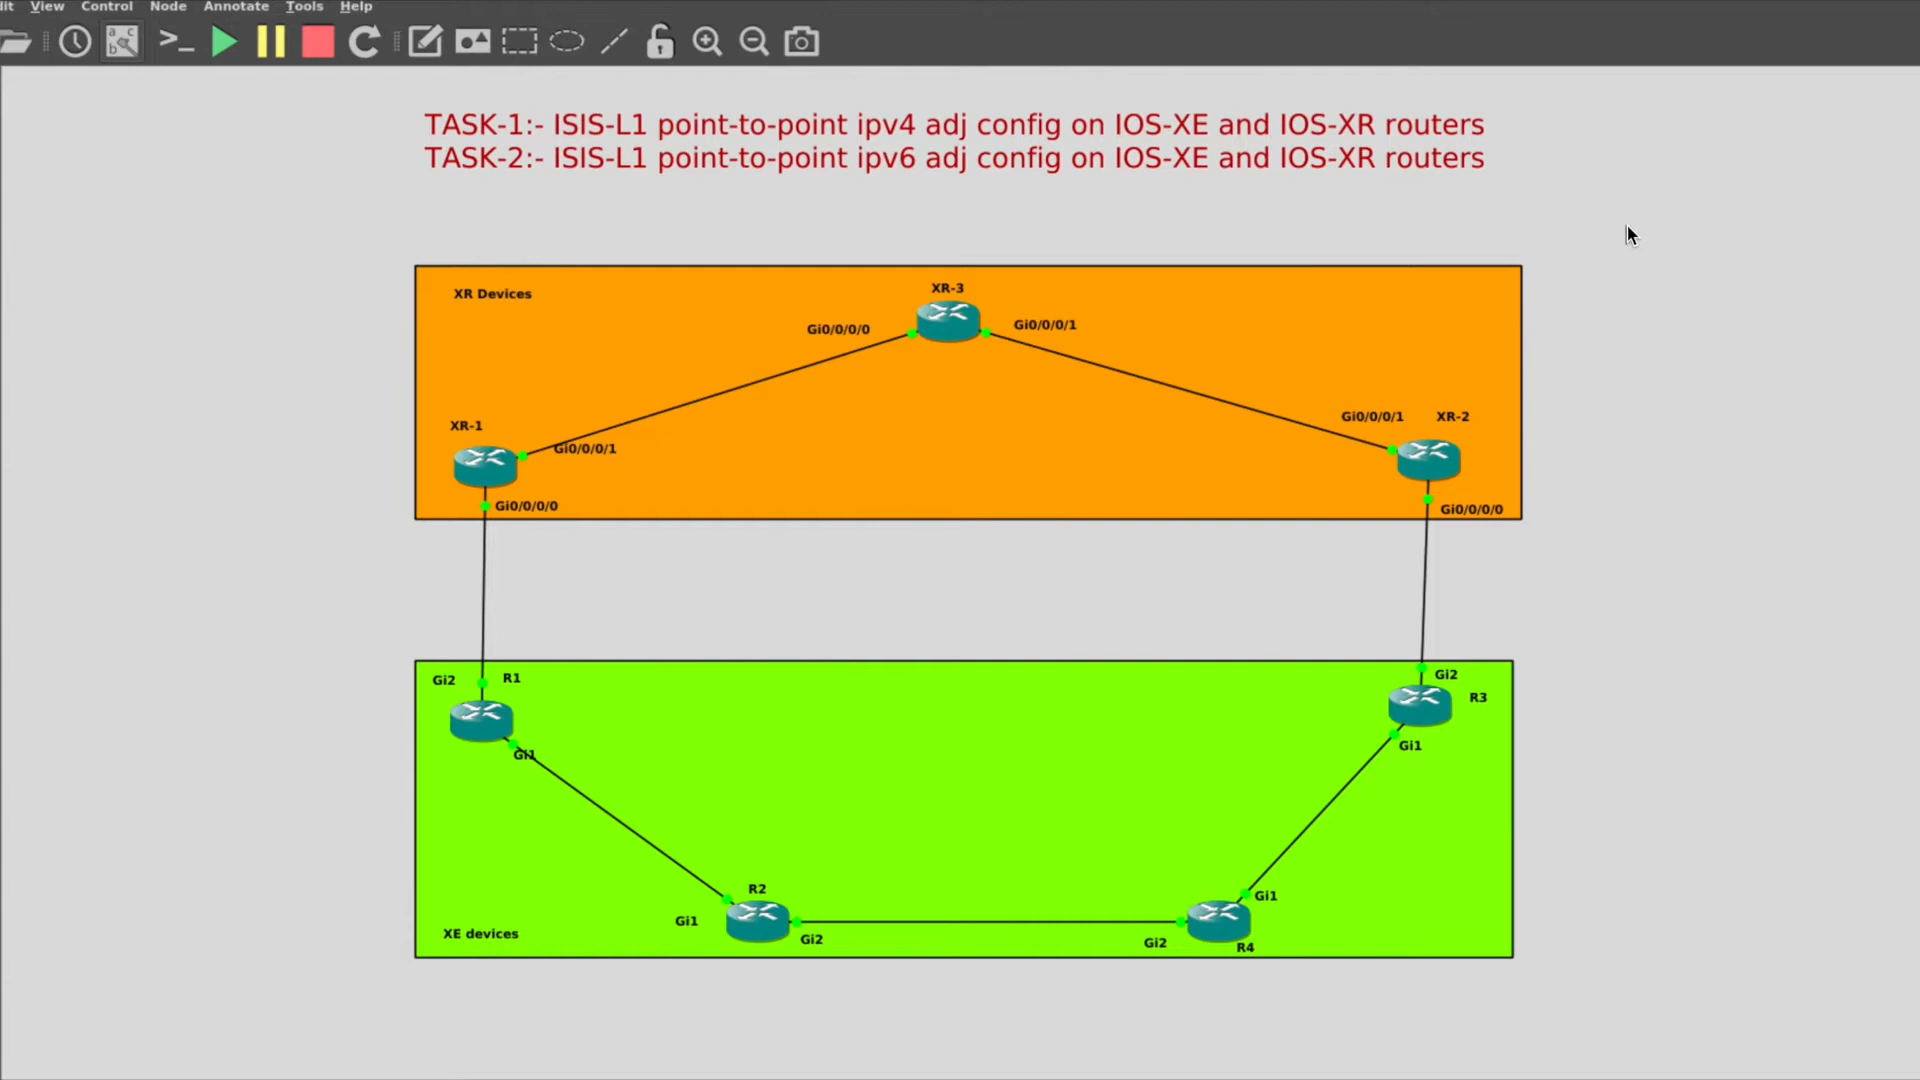 dit View Control Node Annotate Tools Help
TASK-1:- ISIS-L1 point-to-point ipv4 adj config on IOS-XE and IOS-XR routers
TASK-2:- ISIS-L1 point-to-point ipv6 adj config on IOS-XE and IOS-XR routers
XR Devices
XR-3
Gi0/0/0/0
Gi0/0/0/1
XR-1
Gi0/0/0/1
Gi0/0/0/1
XR-2
Gi0/0/0/0
Gi0/0/0/0
Gi2
R1
Gi2
R3
Gi1
Gi1
R2
Gi1
Gi1
Gi2
Gi2
R4
XE devices